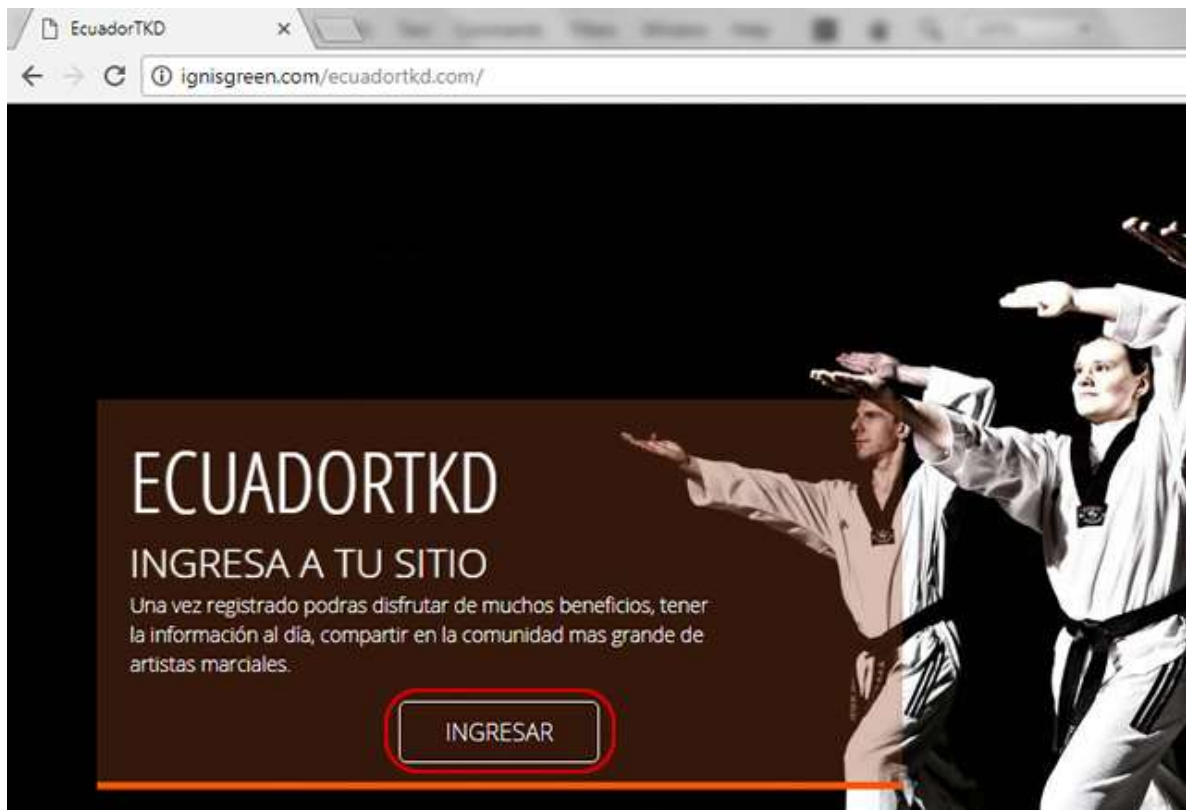 EcuadorTKD
ignisgreen.com/ecuadortkd.com/
ECUADORTKD
INGRESA A TU SITIO
Una vez registrado podras disfrutar de muchos beneficios, tener
la información al día, compartir en la comunidad mas grande de
artistas marciales.
INGRESAR